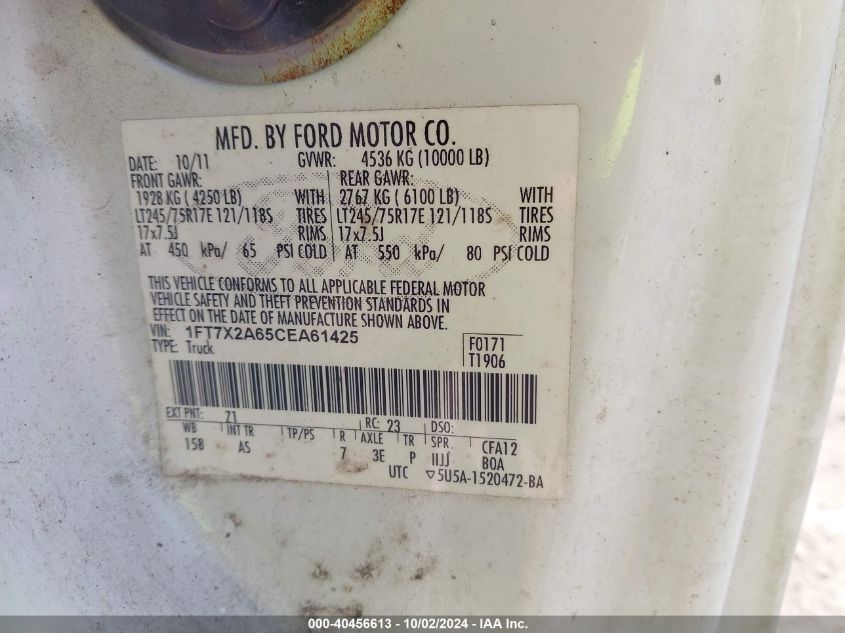 MFD. BY FORD MOTOR CO.
DATE: 10/11 GVWR: 4536 KG (10000 LB)
FRONT GAWR: REAR GAWR:
1928 KG ( 4250 LB) WITH 2767 KG ( 6100 LB) WITH
LT245/75R17E 121/118S TIRES LT245/75R17E 121/118S TIRES
17x7.5J RIMS 17x7.5J RIMS
AT 450 kPa/ 65 PSI COLD AT 550 kPa/ 80 PSI COLD
THIS VEHICLE CONFORMS TO ALL APPLICABLE FEDERAL MOTOR
VEHICLE SAFETY AND THEFT PREVENTION STANDARDS IN
EFFECT ON THE DATE OF MANUFACTURE SHOWN ABOVE.
VIN: 1FT7X2A65CEA61425
TYPE: Truck
F0171
T1906
EXT PNT: Z1 RC: 23 DSO:
WB INT TR TP/PS R AXLE TR SPR CFA12
158 AS 7 3E P IIJJ BOA
UTC ▽5U5A-1520472-BA
000-40456613 - 10/02/2024 - IAA Inc.